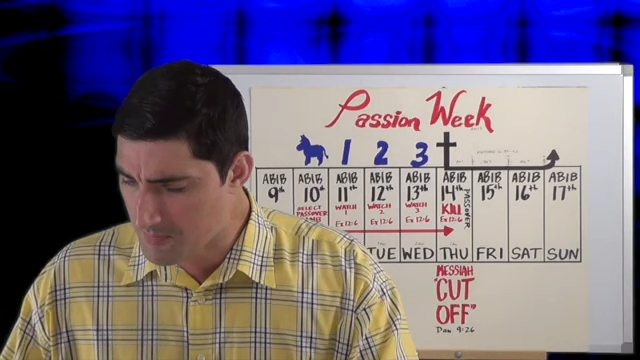 Passion Week
1 2 3
ABIB 9th ABIB 10th ABIB 11th ABIB 12th ABIB 13th ABIB 14th ABIB 15th ABIB 16th ABIB 17th
SELECT PASSOVER WATCH 1 WATCH 2 WATCH 3 KILL PASSOVER
Ex 12:6 Ex 12:6 Ex 12:6 Ex 12:6
TUE WED THU FRI SAT SUN
MESSIAH
"CUT
OFF"
Dan 9:26